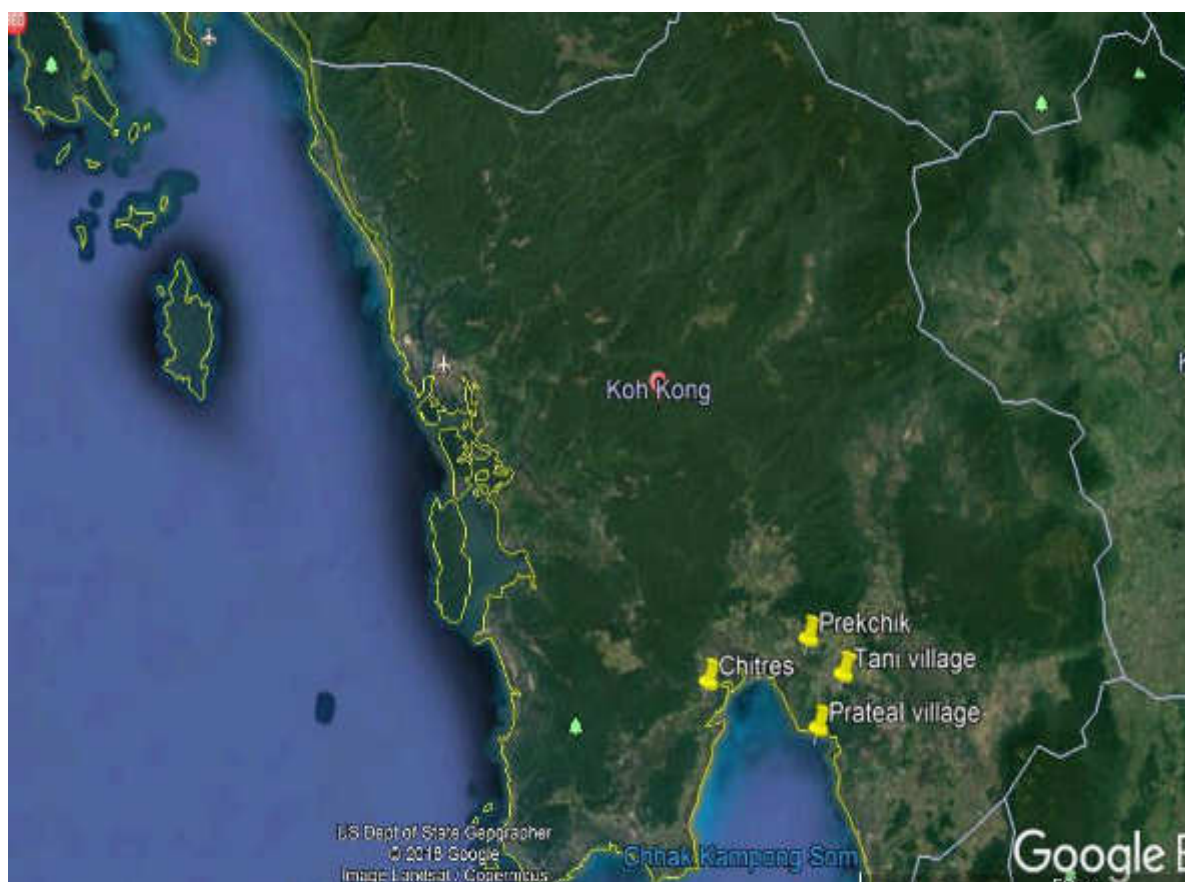 Koh Kong
Prekchik
Tani village
Chitres
Prateal village
US Dept of State Geographer
© 2018 Google
Image Landsat / Copernicus
Chhak Kampong Som
Google E